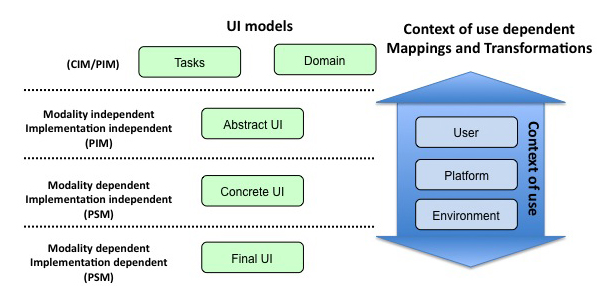 UI models
(CIM/PIM)
Tasks
Domain
Modality independent
Implementation independent
(PIM)
Abstract UI
Modality dependent
Implementation independent
(PSM)
Concrete UI
Modality dependent
Implementation dependent
(PSM)
Final UI
Context of use dependent
Mappings and Transformations
User
Platform
Environment
Context of use